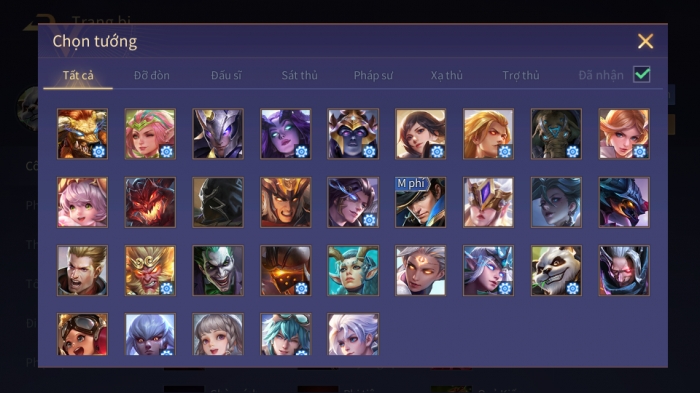 Trang bị
Chọn tướng
Tất cả
Đỡ đòn
Đấu sĩ
Sát thủ
Pháp sư
Xạ thủ
Trợ thủ
Đã nhận
M phí